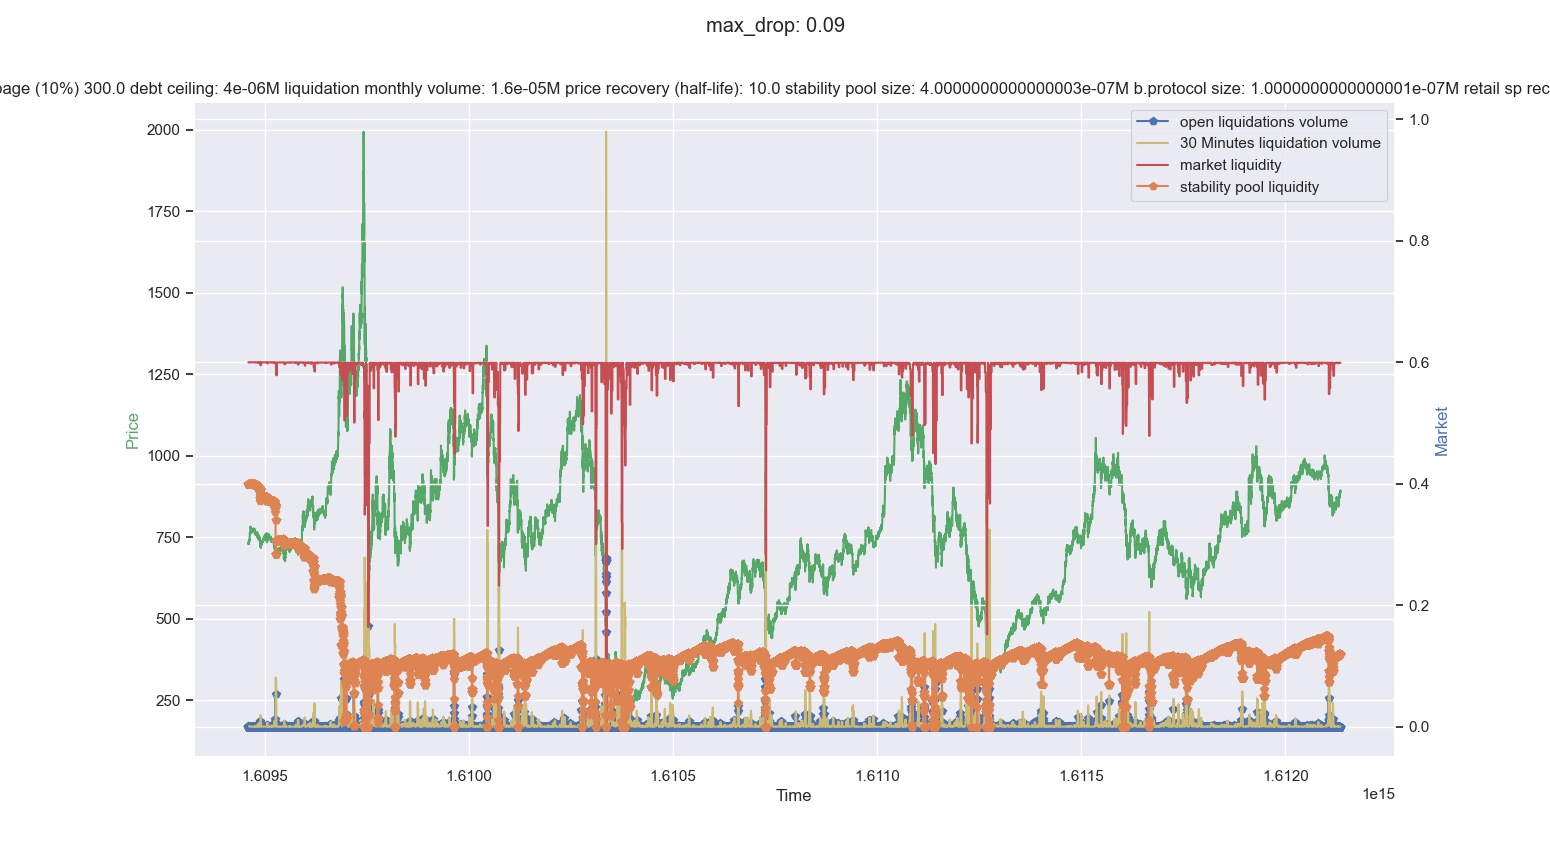 max_drop: 0.09
(10%) 300.0 debt ceiling: 4e-06M liquidation monthly volume: 1.6e-05M price recovery (half-life): 10.0 stability pool size: 4.0000000000000003e-07M b.protocol size: 1.0000000000000001e-07M retail sp rec
2000
1750
1500
1250
1000
750
500
250
Price
1.0
0.8
0.6
0.4
0.2
0.0
Market
open liquidations volume
30 Minutes liquidation volume
market liquidity
stability pool liquidity
1.6095 1.6100 1.6105 1.6110 1.6115 1.6120
Time
1e15